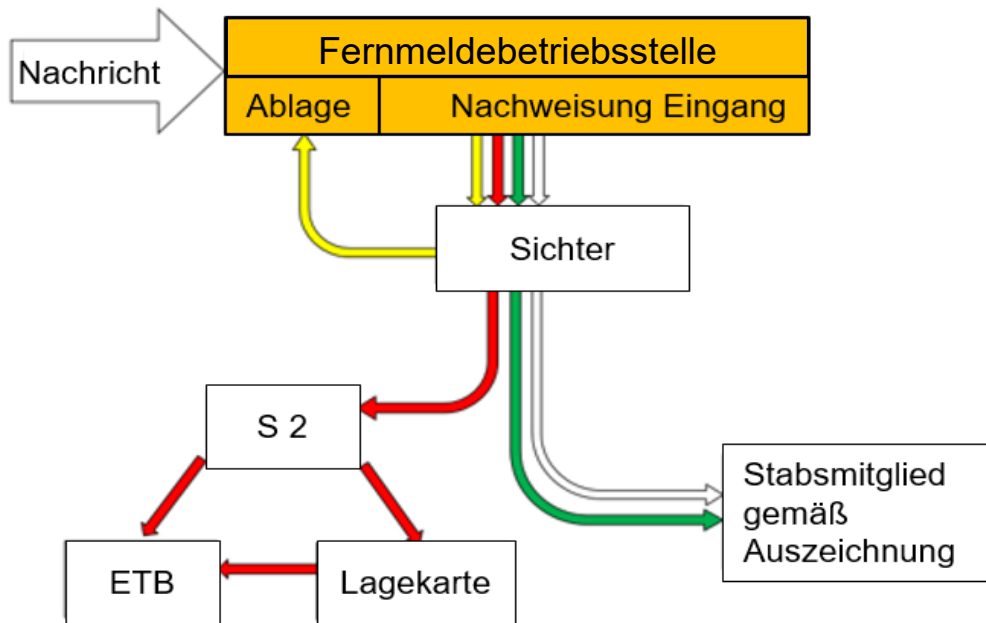 Fernmeldebetriebsstelle
Nachricht
Ablage
Nachweisung Eingang
Sichter
S 2
Stabsmitglied
gemäß
Auszeichnung
ETB
Lagekarte